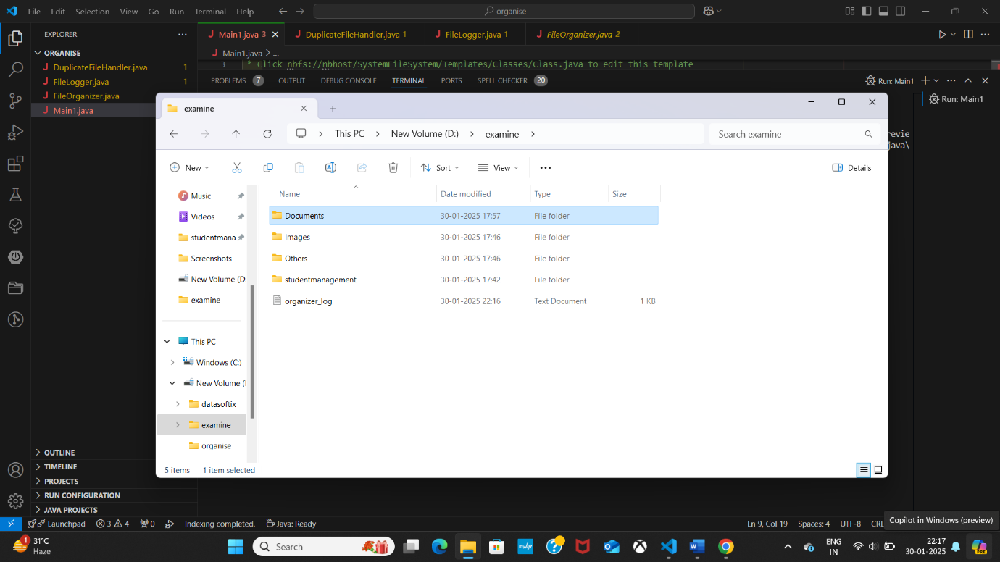 File Edit Selection View Go Run Terminal Help organise
EXPLORER
Main1.java 3
DuplicateFileHandler.java 1
FileLogger.java 1
FileOrganizer.java 2
ORGANISE
Main1.java > ...
DuplicateFileHandler.java 1
FileLogger.java 1
FileOrganizer.java 2
Main1.java
3 * Click nbfs://nbhost/SystemFileSystem/Templates/Classes/Class.java to edit this template
PROBLEMS 7 OUTPUT DEBUG CONSOLE TERMINAL PORTS SPELL CHECKER 20 Run: Main1
Run: Main1
revie
java\
examine
This PC > New Volume (D:) > examine >
Search examine
New Sort View Details
Music
Videos
studentmana
Screenshots
New Volume (D:
examine
This PC
Windows (C:)
New Volume (
datasoftix
examine
organise
Name Date modified Type Size
Documents 30-01-2025 17:57 File folder
Images 30-01-2025 17:46 File folder
Others 30-01-2025 17:46 File folder
studentmanagement 30-01-2025 17:42 File folder
organizer_log 30-01-2025 22:16 Text Document 1 KB
5 items 1 item selected
OUTLINE
TIMELINE
PROJECTS
RUN CONFIGURATION
JAVA PROJECTS
Launchpad 3 4 0 Indexing completed. Java: Ready Ln 9, Col 19 Spaces: 4 UTF-8 CRL
Copilot in Windows (preview)
1
31°C
Haze
Search
myhp
ENG
IN
22:17
30-01-2025
PRE